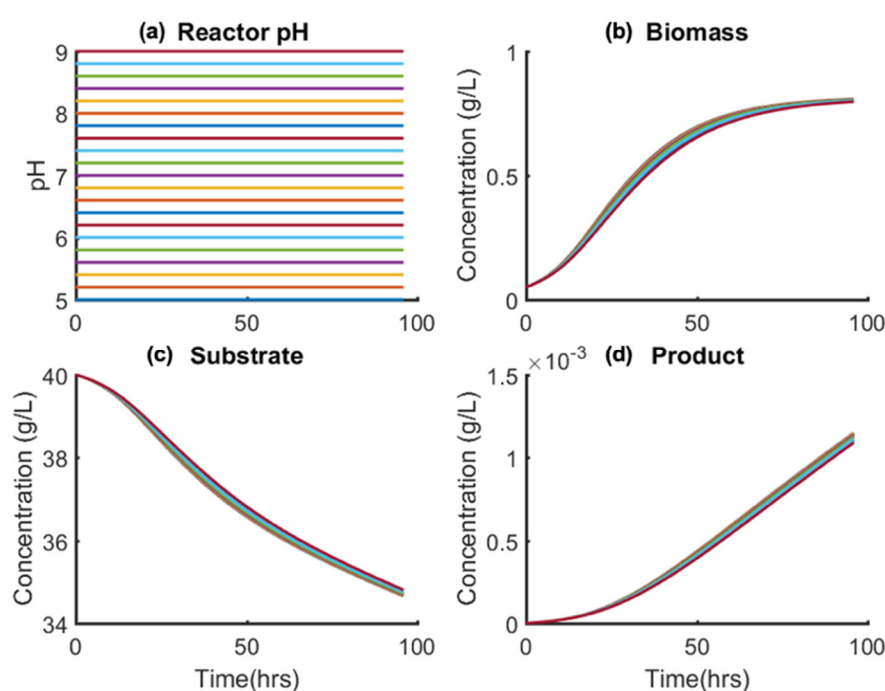 (a) Reactor pH
pH
9
8
7
6
5
0
50
100
(b) Biomass
Concentration (g/L)
1
0.5
0
0
50
100
(c) Substrate
Concentration (g/L)
40
38
36
34
0
50
100
Time(hrs)
(d) Product
×10⁻³
Concentration (g/L)
1.5
1
0.5
0
0
50
100
Time(hrs)